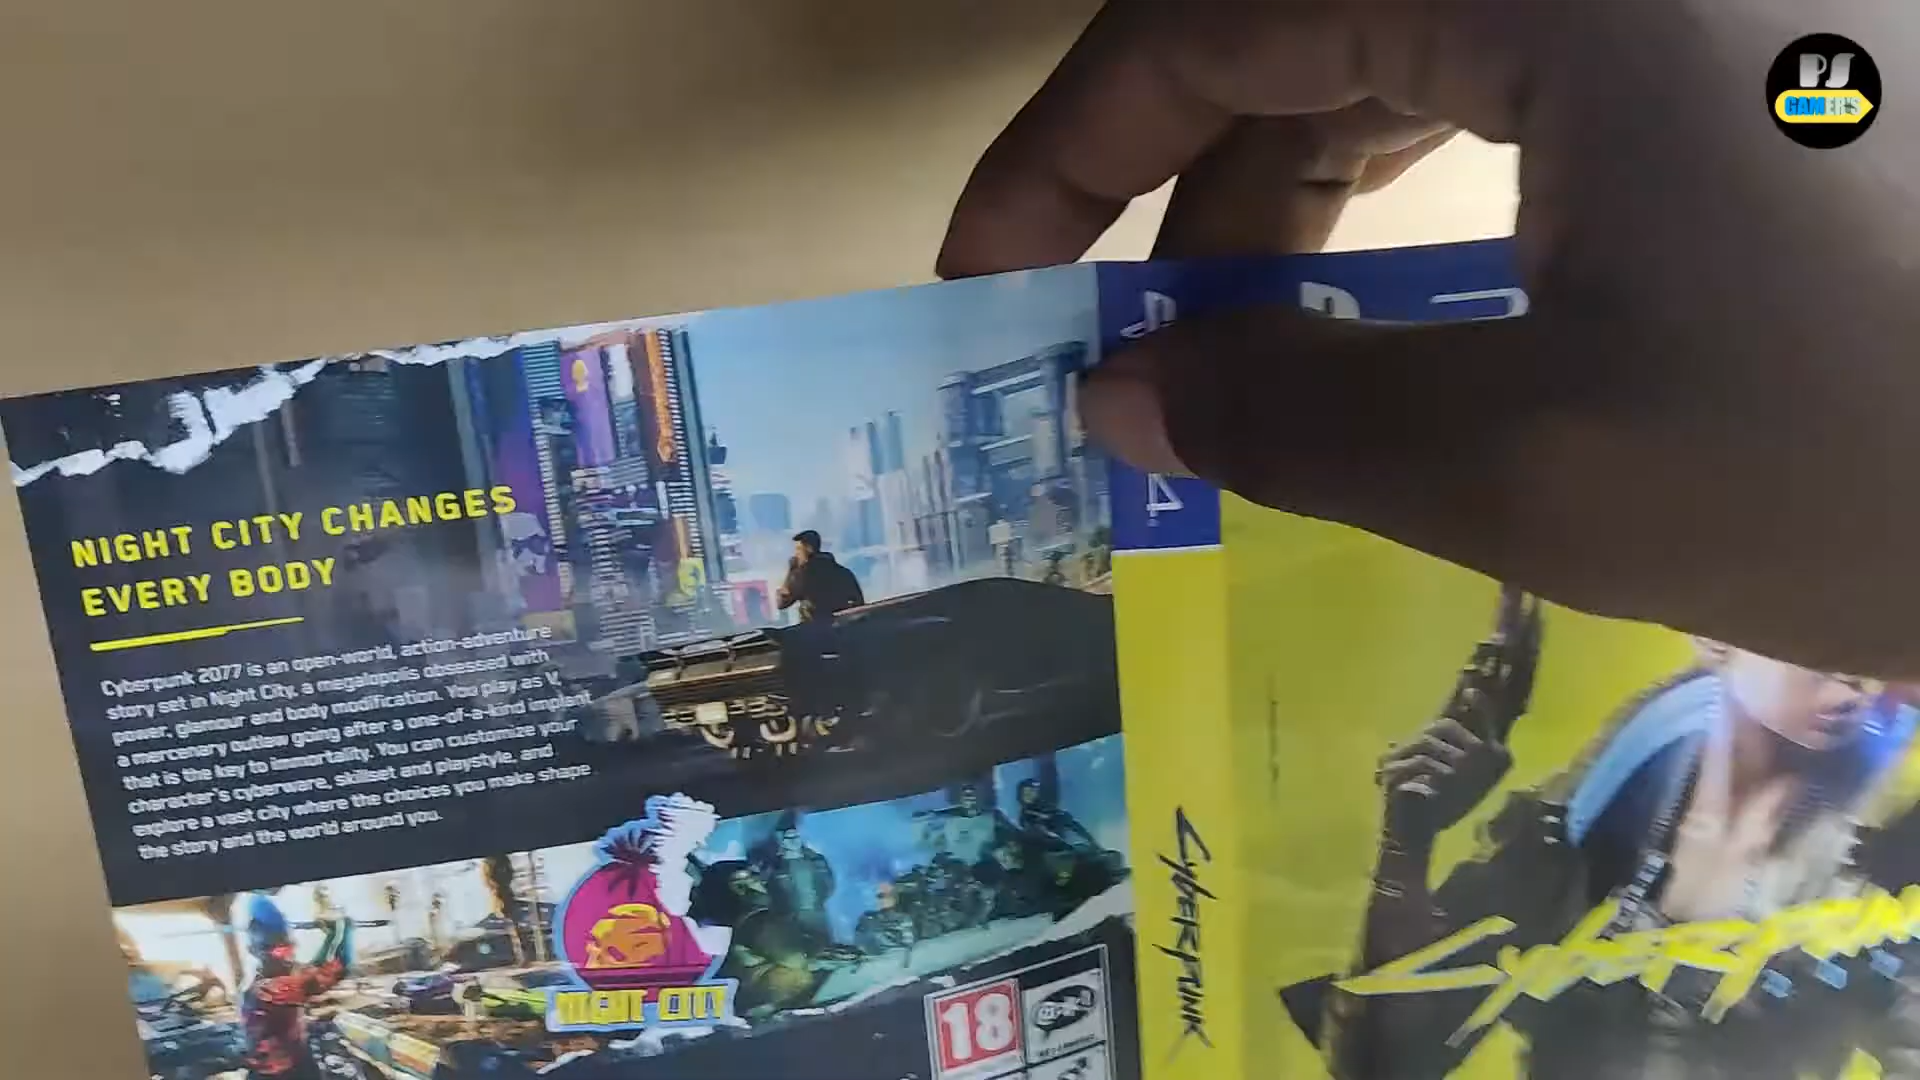 PS
GAMER'S
NIGHT CITY CHANGES
EVERY BODY
Cyberpunk 2077 is an open-world, action-adventure
story set in Night City, a megalopolis obsessed with
power, glamour and body modification. You play as V,
a mercenary outlaw going after a one-of-a-kind implant
that is the key to immortality. You can customize your
character's cyberware, skillset and playstyle, and
explore a vast city where the choices you make shape
the story and the world around you.
NIGHT CITY
18
4
CYBERPUNK